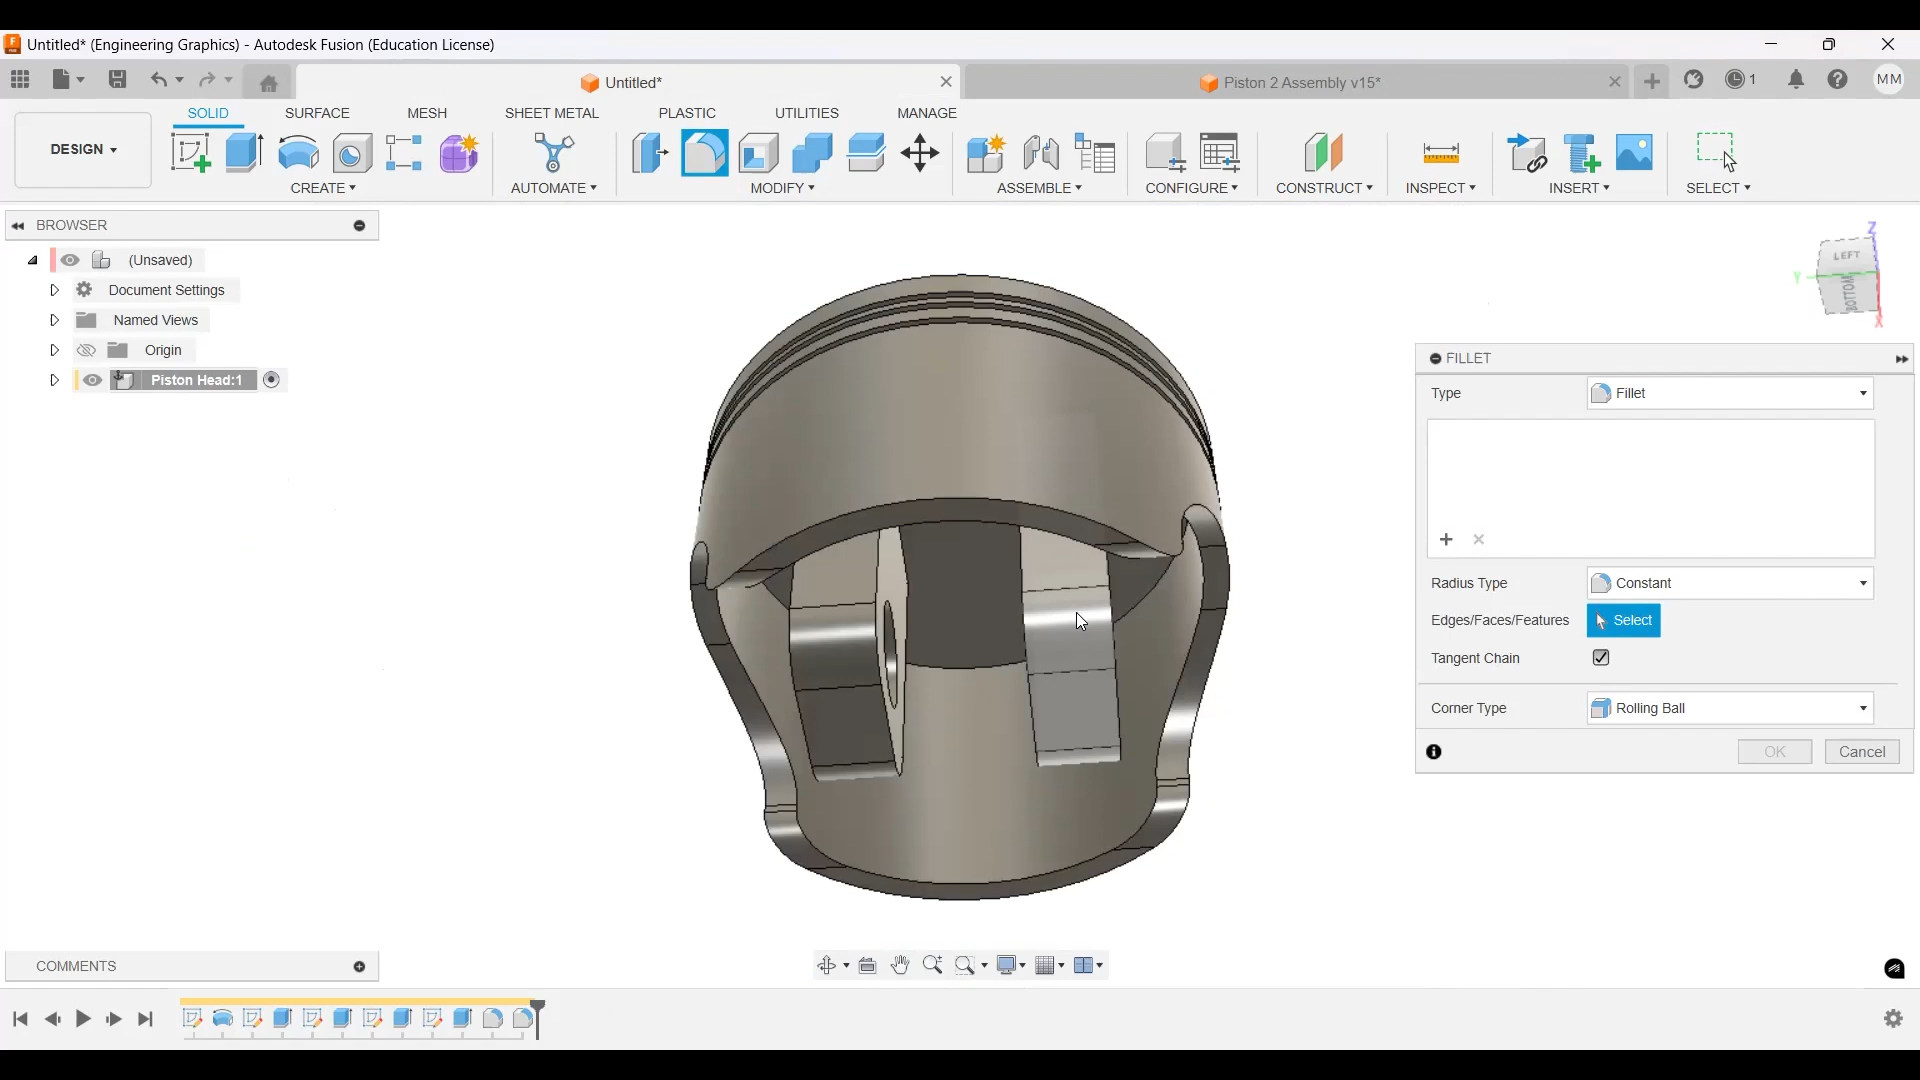 Untitled* (Engineering Graphics) - Autodesk Fusion (Education License)
Untitled*
Piston 2 Assembly v15*
1
MM
SOLID
SURFACE
MESH
SHEET METAL
PLASTIC
UTILITIES
MANAGE
DESIGN
CREATE
AUTOMATE
MODIFY
ASSEMBLE
CONFIGURE
CONSTRUCT
INSPECT
INSERT
SELECT
BROWSER
(Unsaved)
Document Settings
Named Views
Origin
Piston Head:1
Z
LEFT
Y
BOTTOM
X
FILLET
Type
Fillet
Radius Type
Constant
Edges/Faces/Features
Select
Tangent Chain
Corner Type
Rolling Ball
OK
Cancel
COMMENTS